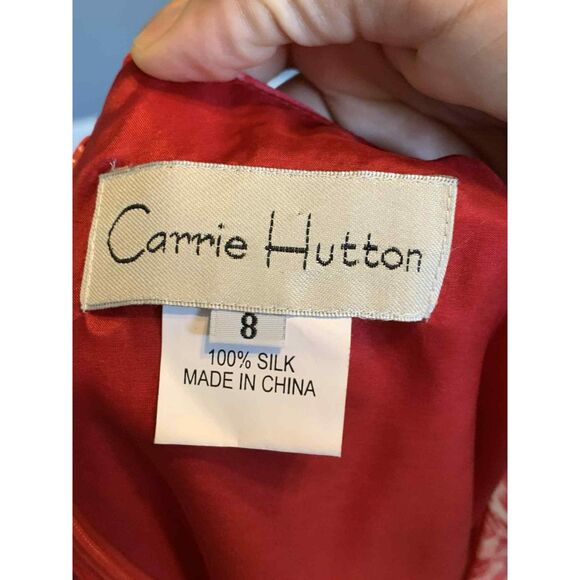 Carrie Hutton
8
100% SILK
MADE IN CHINA